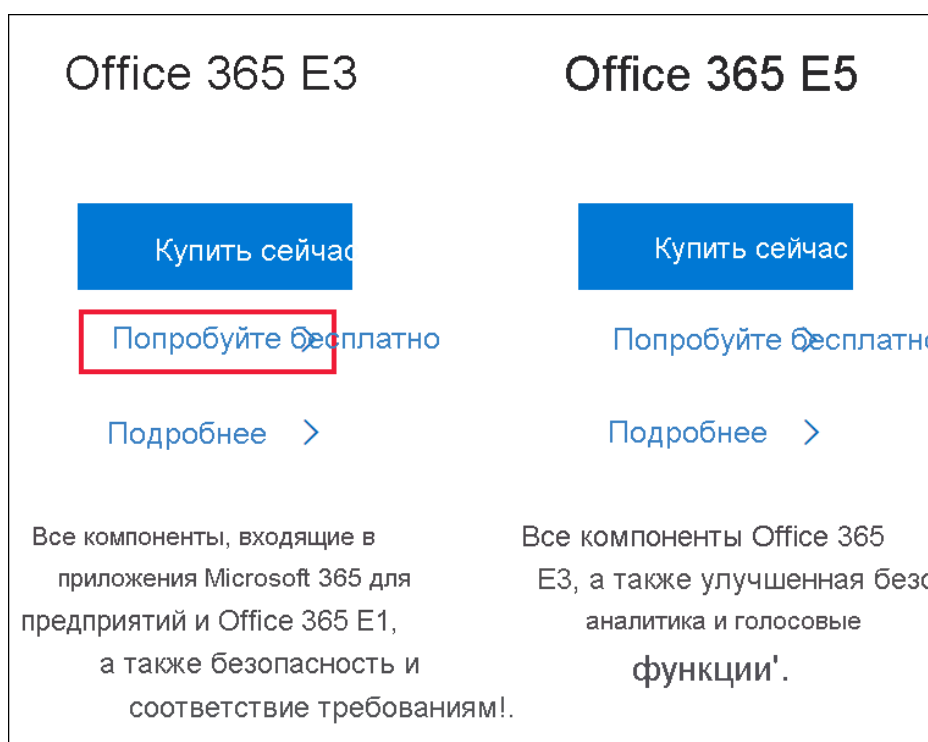 Office 365 E3
Купить сейчас
Попробуйте бесплатно
Подробнее
Все компоненты, входящие в
приложения Microsoft 365 для
предприятий и Office 365 E1,
а также безопасность и
соответствие требованиям!.
Office 365 E5
Купить сейчас
Попробуйте бесплатно
Подробнее
Все компоненты Office 365
E3, а также улучшенная безо
аналитика и голосовые
функции'.